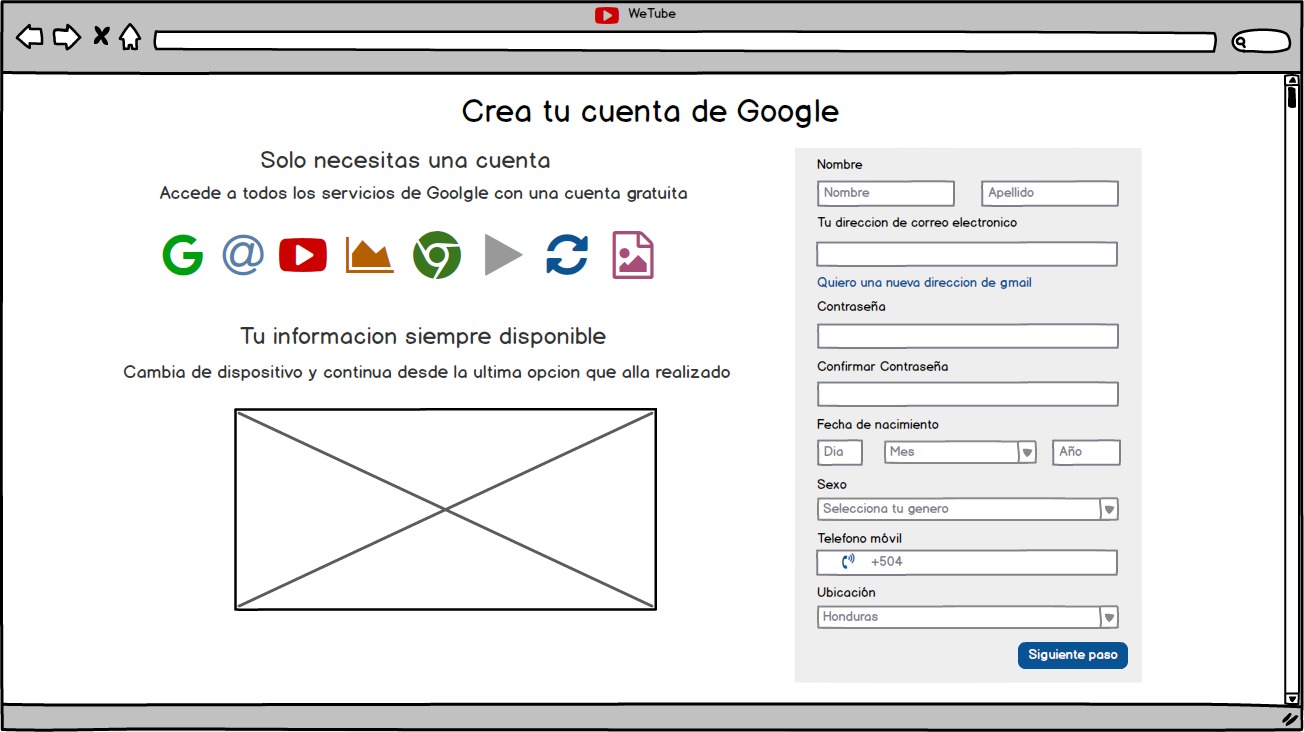 WeTube
Crea tu cuenta de Google
Solo necesitas una cuenta
Accede a todos los servicios de Goolgle con una cuenta gratuita
Tu informacion siempre disponible
Cambia de dispositivo y continua desde la ultima opcion que alla realizado
Nombre
Nombre
Apellido
Tu direccion de correo electronico
Quiero una nueva direccion de gmail
Contraseña
Confirmar Contraseña
Fecha de nacimiento
Dia
Mes
Año
Sexo
Selecciona tu genero
Telefono móvil
+504
Ubicación
Honduras
Siguiente paso